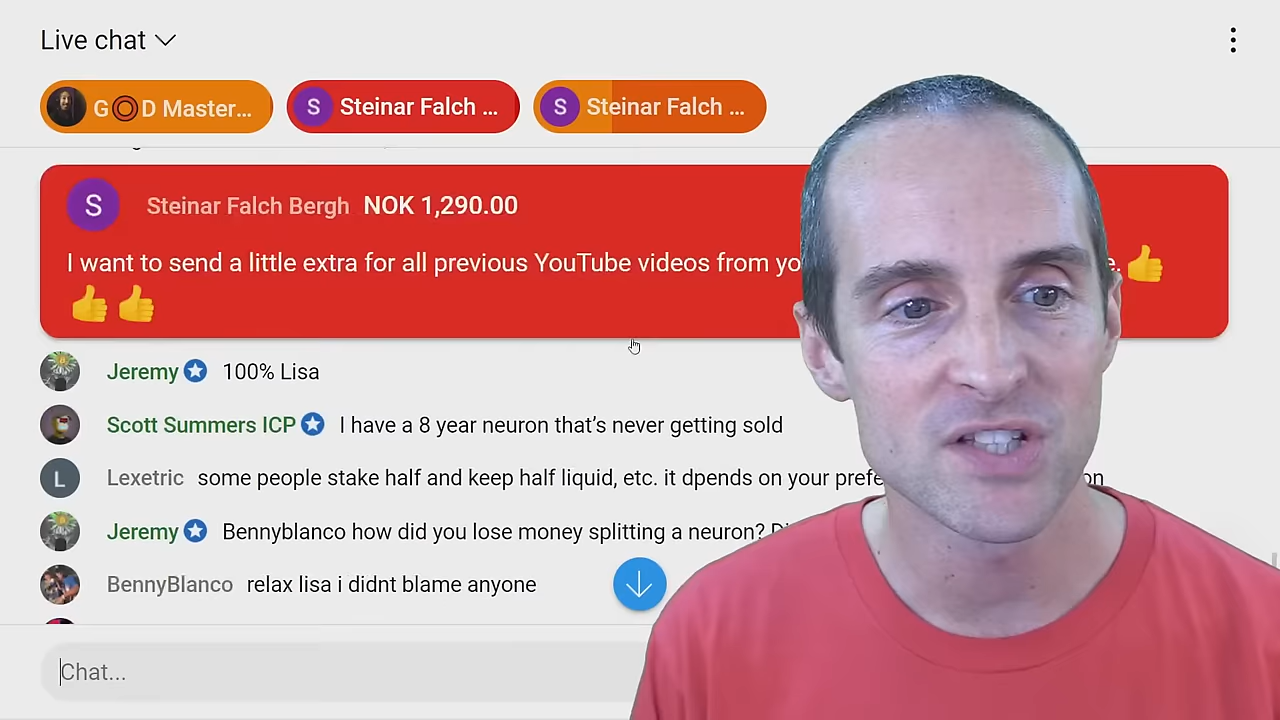 Live chat
G D Master... S Steinar Falch ... S Steinar Falch ...
S Steinar Falch Bergh NOK 1,290.00
I want to send a little extra for all previous YouTube videos from
Jeremy 100% Lisa
Scott Summers ICP I have a 8 year neuron that’s never getting sold
L Lexetric some people stake half and keep half liquid, etc. it dpends on your
Jeremy Bennyblanco how did you lose money splitting a neuron?
BennyBlanco relax lisa i didnt blame anyone
Chat...